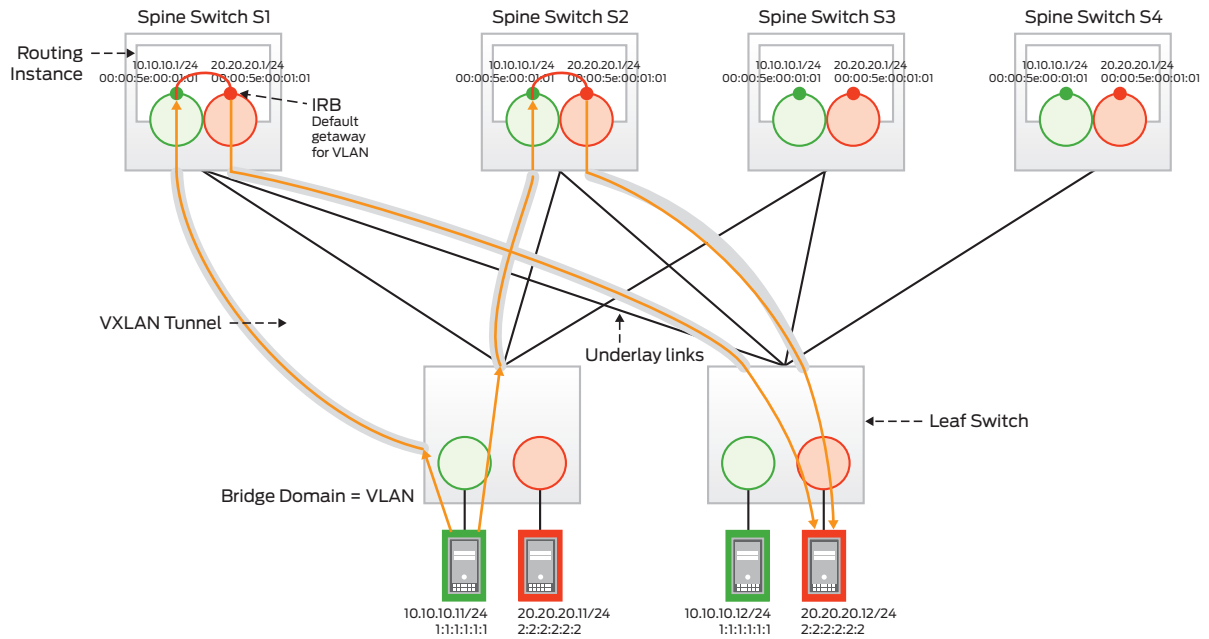 Spine Switch S1
Spine Switch S2
Spine Switch S3
Spine Switch S4
Routing
Instance
10.10.10.1/24
20.20.20.1/24
00:00:5e:00:01:01
00:00:5e:00:01:01
10.10.10.1/24
20.20.20.1/24
00:00:5e:00:01:01
00:00:5e:00:01:01
10.10.10.1/24
20.20.20.1/24
00:00:5e:00:01:01
00:00:5e:00:01:01
10.10.10.1/24
20.20.20.1/24
00:00:5e:00:01:01
00:00:5e:00:01:01
IRB
Default
getaway
for VLAN
VXLAN Tunnel
Underlay links
Leaf Switch
Bridge Domain = VLAN
10.10.10.11/24
1:1:1:1:1:1
20.20.20.11/24
2:2:2:2:2:2
10.10.10.12/24
1:1:1:1:1:1
20.20.20.12/24
2:2:2:2:2:2